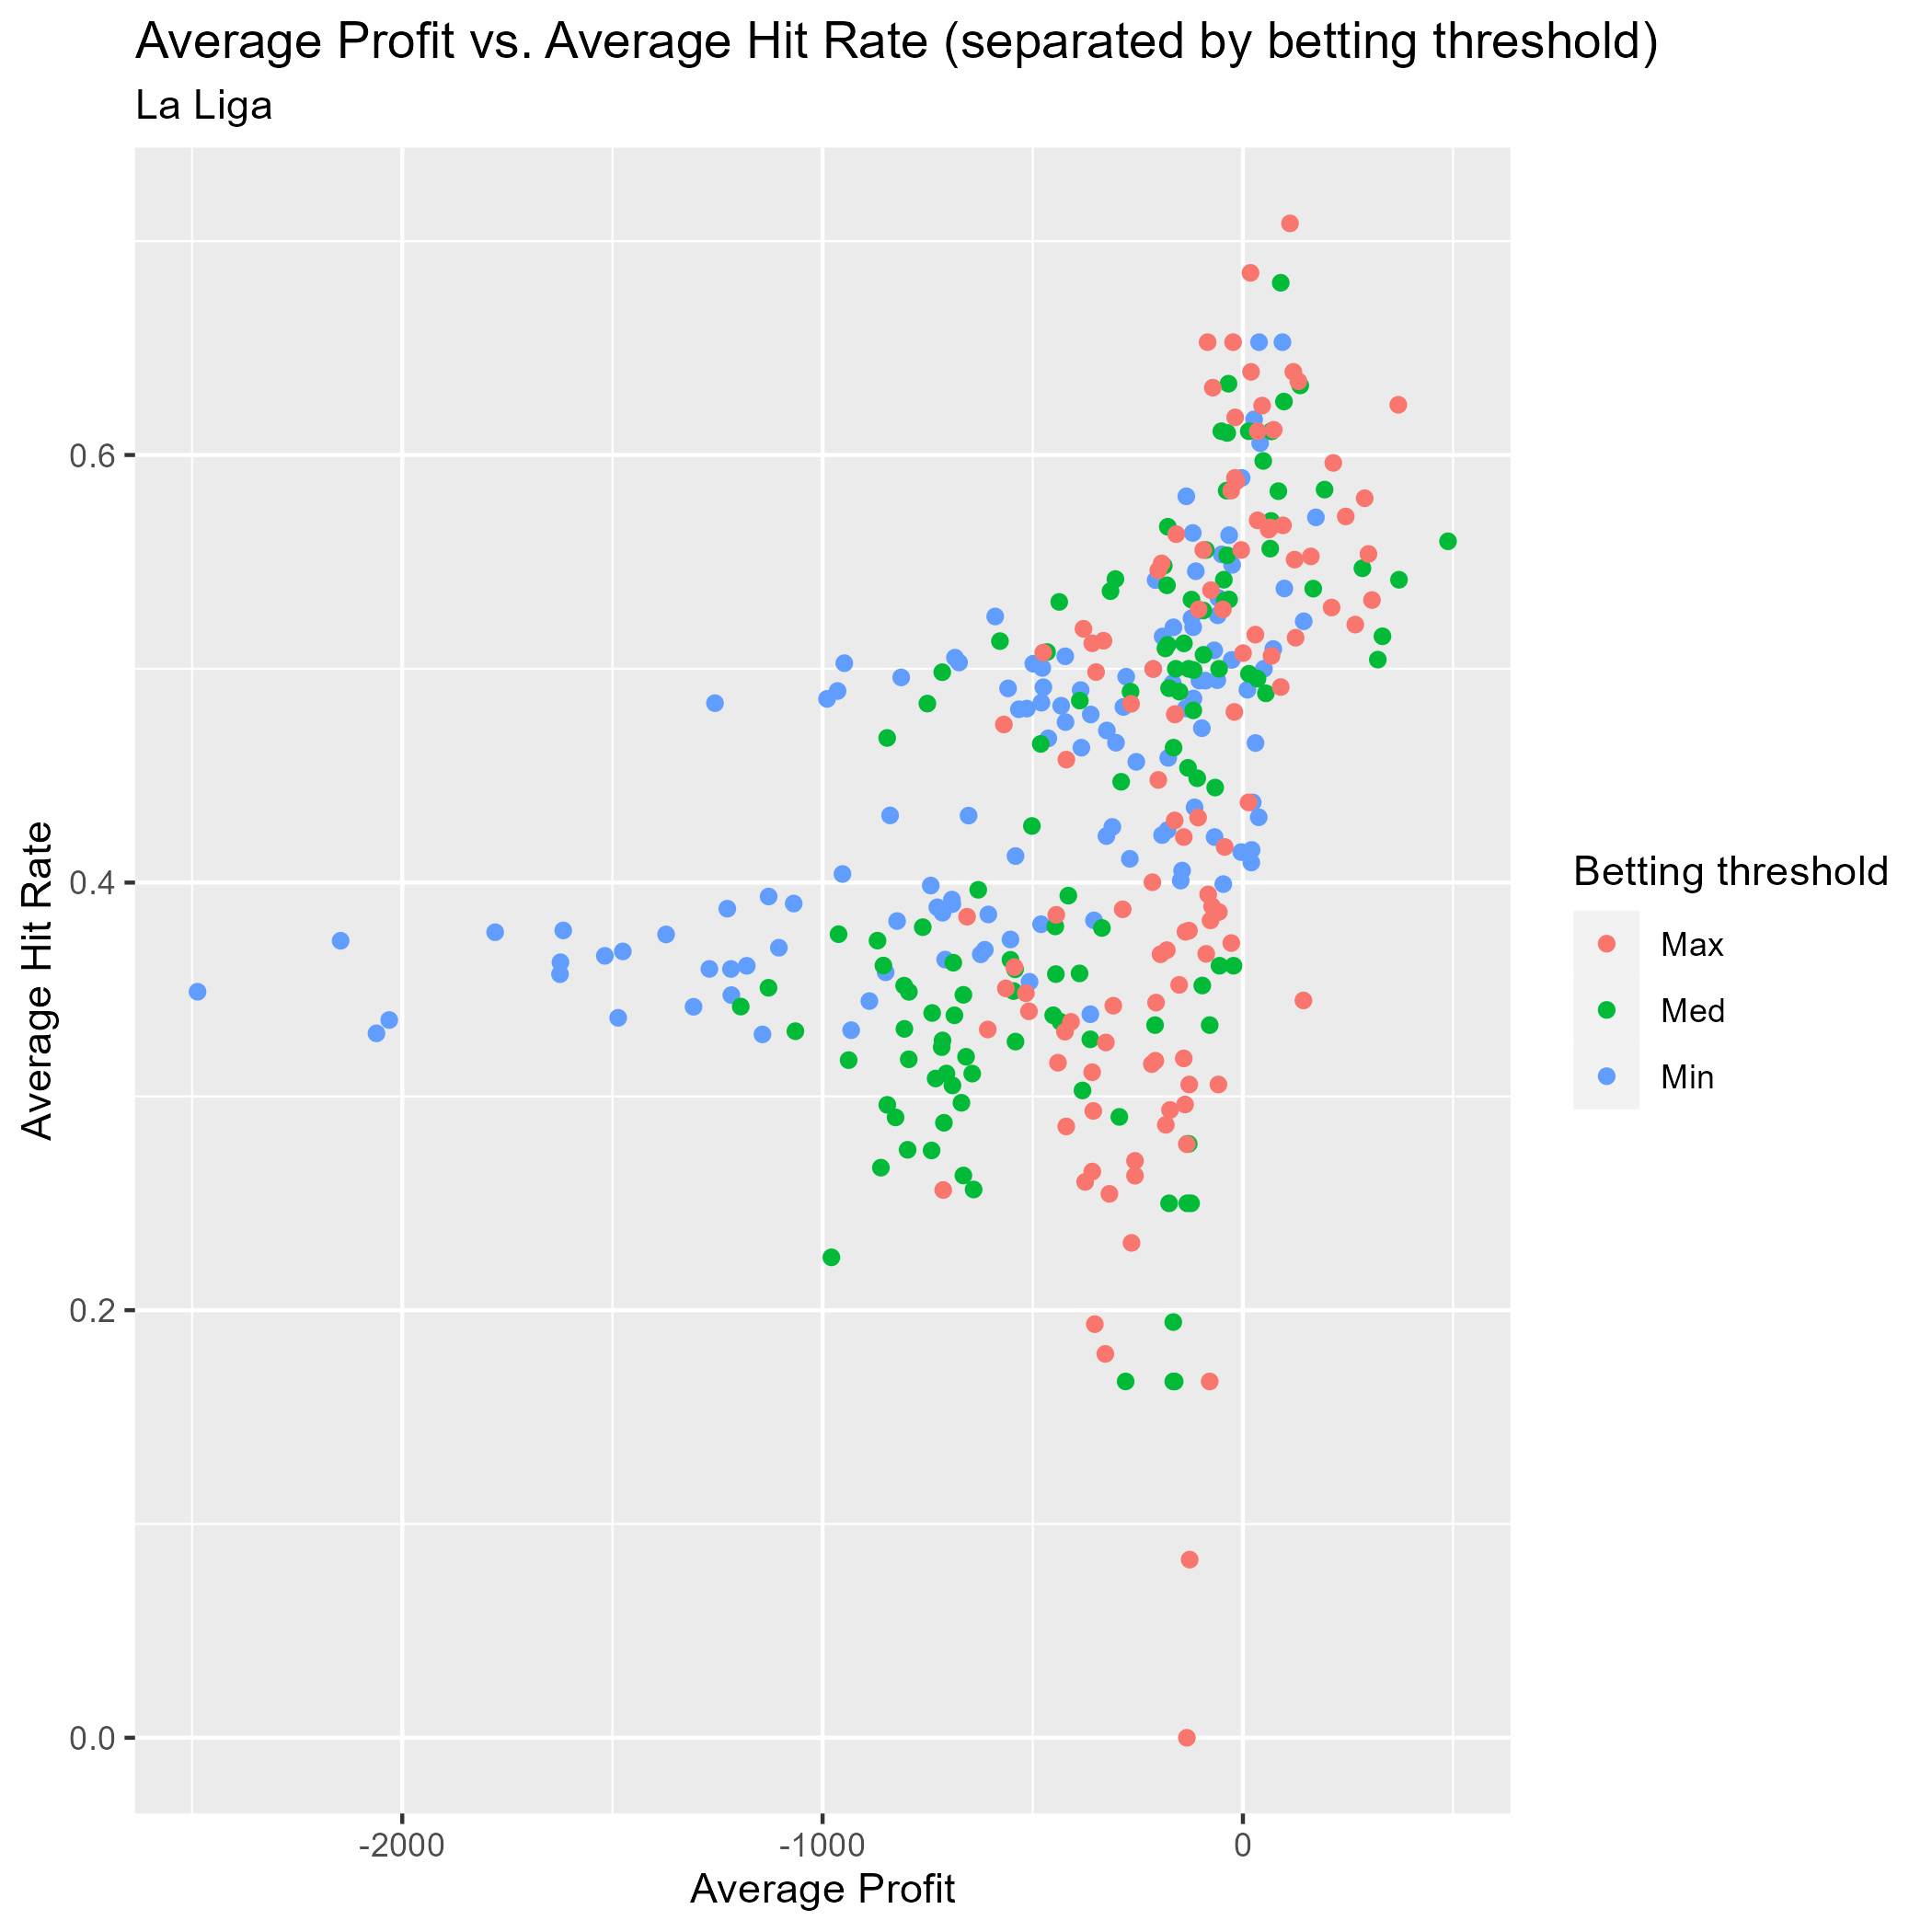 Average Profit vs. Average Hit Rate (separated by betting threshold)
La Liga
0.6
0.4
0.2
0.0
Average Hit Rate
-2000
-1000
0
Average Profit
Betting threshold
Max
Med
Min